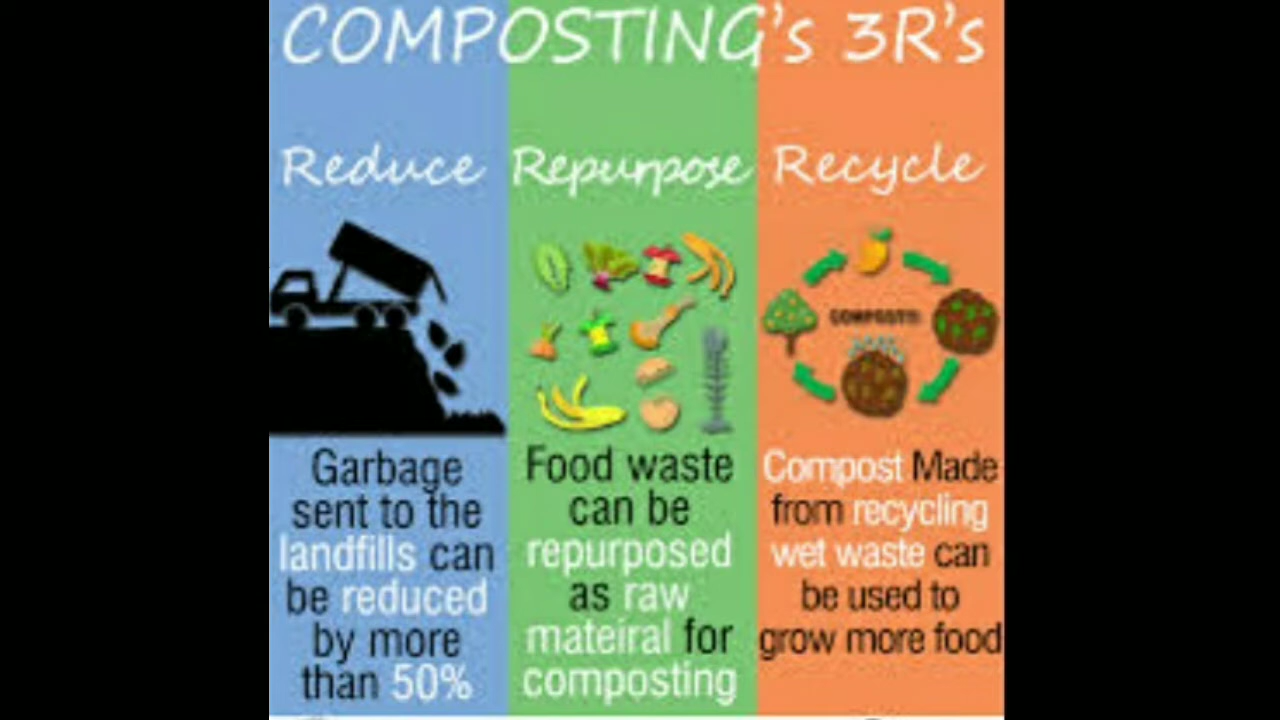 COMPOSTING's 3R's
Reduce
Garbage
sent to the
landfills can
be reduced
by more
than 50%
Repurpose
Food waste
can be
repurposed
as raw
mateiral for
composting
Recycle
Compost Made
from recycling
wet waste can
be used to
grow more food